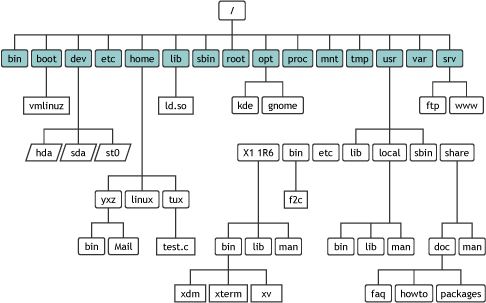 /
bin boot dev etc home lib sbin root opt proc mnt tmp usr var srv
vmlinuz ld.so kde gnome ftp www
hda sda st0 X1 1R6 bin etc lib local sbin share
yxz linux tux f2c
bin Mail test.c bin lib man bin lib man doc man
xdm xterm xv faq howto packages